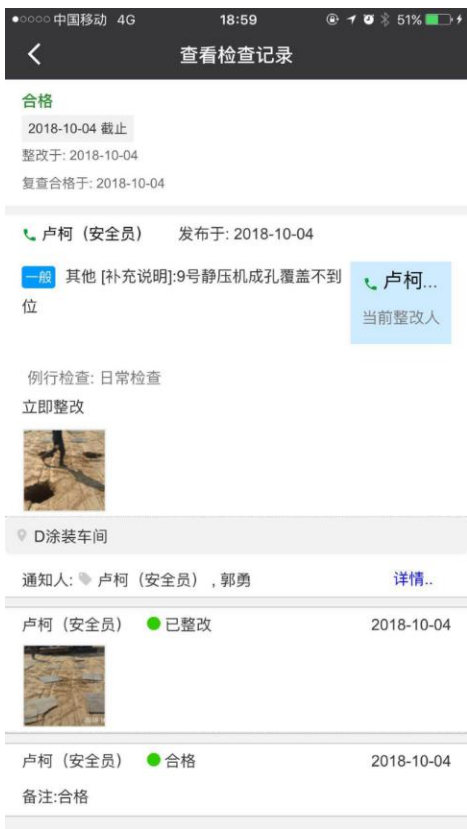 中国移动 4G 18:59 51%
查看检查记录
合格
2018-10-04 截止
整改于: 2018-10-04
复查合格于: 2018-10-04
卢柯（安全员） 发布于: 2018-10-04
一般 其他 [补充说明]:9号静压机成孔覆盖不到
位
卢柯...
当前整改人
例行检查: 日常检查
立即整改
D涂装车间
通知人: 卢柯（安全员）, 郭勇 详情..
卢柯（安全员） 已整改 2018-10-04
卢柯（安全员） 合格 2018-10-04
备注:合格